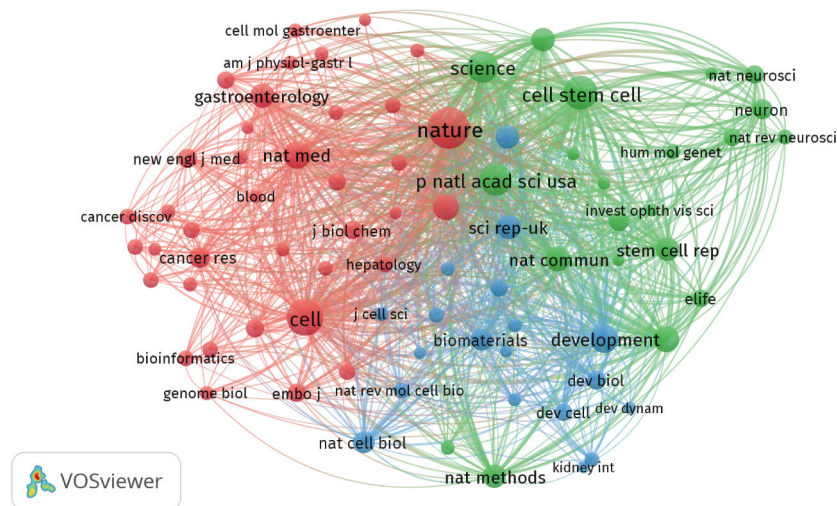 cell mol gastroenter
am j physiol-gastr l
gastroenterology
science
cell stem cell
nat neurosci
neuron
nat rev neurosci
nature
new engl j med
nat med
hum mol genet
blood
p natl acad sci usa
cancer discov
invest ophth vis sci
j biol chem
sci rep-uk
cancer res
hepatology
nat commun
stem cell rep
elife
cell
j cell sci
biomaterials
development
bioinformatics
genome biol
embo j
nat rev mol cell bio
dev biol
dev cell
dev dynam
nat cell biol
kidney int
nat methods
VOSviewer